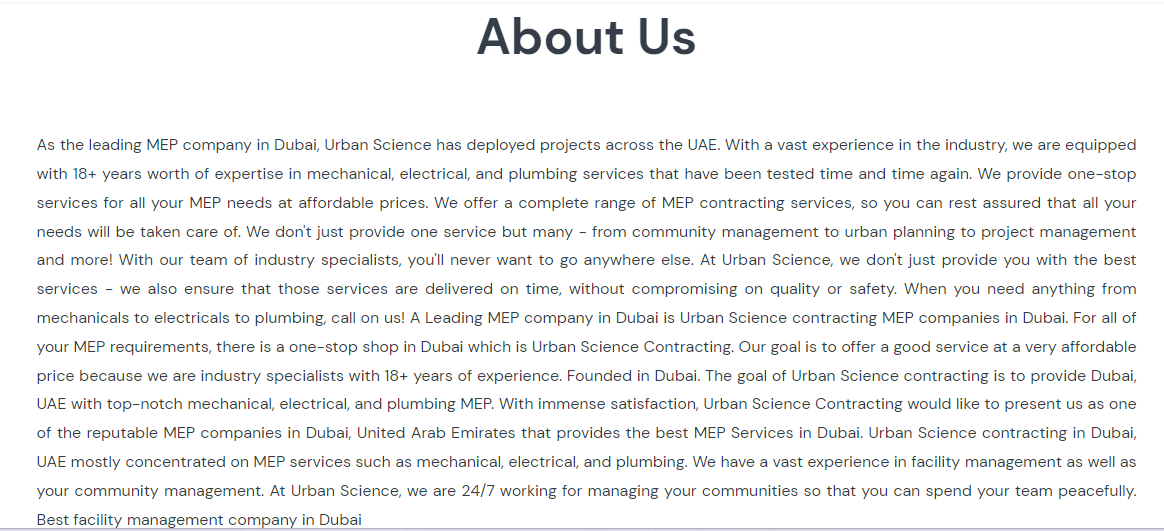 About Us
As the leading MEP company in Dubai, Urban Science has deployed projects across the UAE. With a vast experience in the industry, we are equipped
with 18+ years worth of expertise in mechanical, electrical, and plumbing services that have been tested time and time again. We provide one-stop
services for all your MEP needs at affordable prices. We offer a complete range of MEP contracting services, so you can rest assured that all your
needs will be taken care of. We don't just provide one service but many - from community management to urban planning to project management
and more! With our team of industry specialists, you'll never want to go anywhere else. At Urban Science, we don't just provide you with the best
services - we also ensure that those services are delivered on time, without compromising on quality or safety. When you need anything from
mechanicals to electricals to plumbing, call on us! A Leading MEP company in Dubai is Urban Science contracting MEP companies in Dubai. For all of
your MEP requirements, there is a one-stop shop in Dubai which is Urban Science Contracting. Our goal is to offer a good service at a very affordable
price because we are industry specialists with 18+ years of experience. Founded in Dubai. The goal of Urban Science contracting is to provide Dubai,
UAE with top-notch mechanical, electrical, and plumbing MEP. With immense satisfaction, Urban Science Contracting would like to present us as one
of the reputable MEP companies in Dubai, United Arab Emirates that provides the best MEP Services in Dubai. Urban Science contracting in Dubai,
UAE mostly concentrated on MEP services such as mechanical, electrical, and plumbing. We have a vast experience in facility management as well as
your community management. At Urban Science, we are 24/7 working for managing your communities so that you can spend your team peacefully.
Best facility management company in Dubai